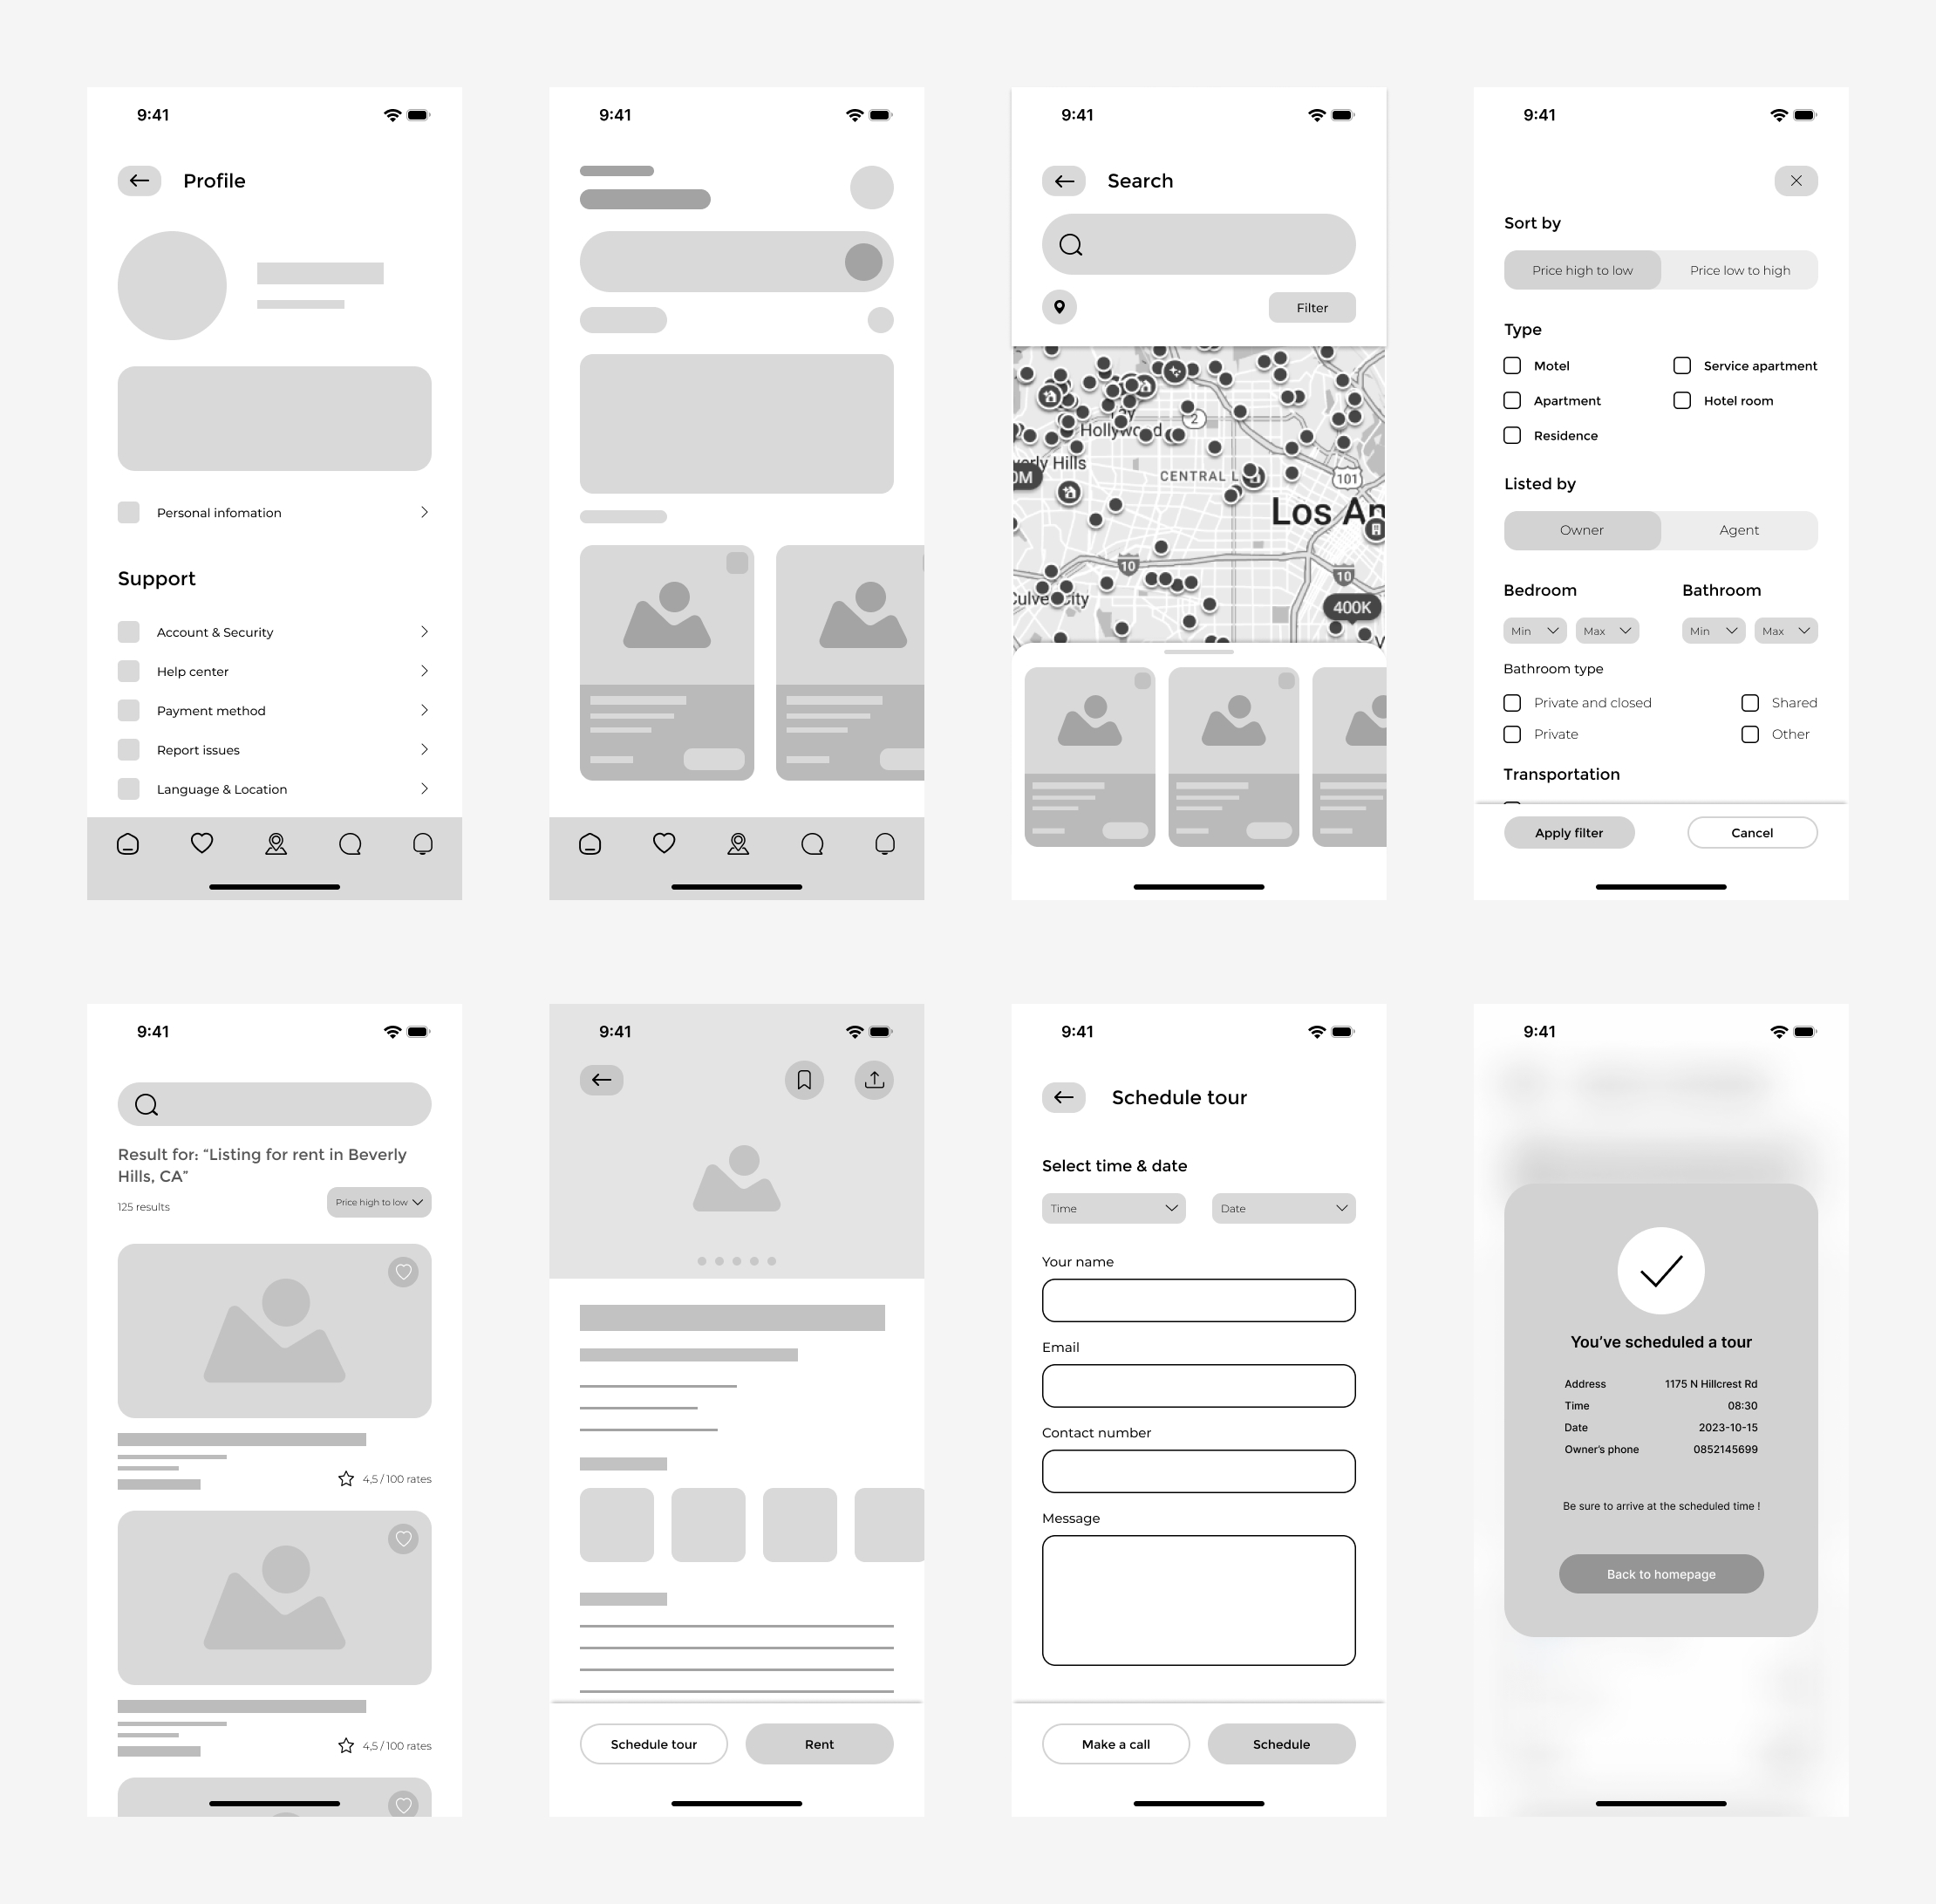 9:41
Profile
Personal infomation
Support
Account & Security
Help center
Payment method
Report issues
Language & Location
9:41
9:41
Search
Filter
2
Hollywood
CENTRAL L
101
Los An
10
10
400K
9:41
Sort by
Price high to low
Price low to high
Type
Motel
Service apartment
Apartment
Hotel room
Residence
Listed by
Owner
Agent
Bedroom
Bathroom
Min
Max
Min
Max
Bathroom type
Private and closed
Shared
Private
Other
Transportation
Apply filter
Cancel
9:41
Result for: “Listing for rent in Beverly
Hills, CA”
125 results
Price high to low
4,5 / 100 rates
4,5 / 100 rates
9:41
Schedule tour
Rent
9:41
Schedule tour
Select time & date
Time
Date
Your name
Email
Contact number
Message
Make a call
Schedule
9:41
You’ve scheduled a tour
Address 1175 N Hillcrest Rd
Time 08:30
Date 2023-10-15
Owner’s phone 0852145699
Be sure to arrive at the scheduled time !
Back to homepage